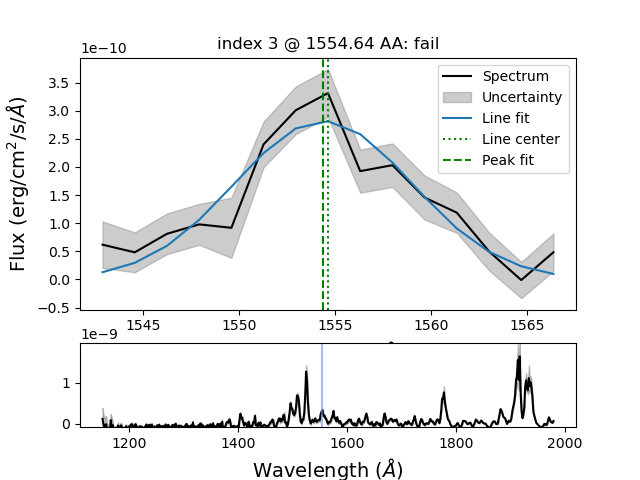 index 3 @ 1554.64 AA: fail
1e−10
Flux (erg/cm²/s/Å)
3.5
3.0
2.5
2.0
1.5
1.0
0.5
0.0
−0.5
Spectrum
Uncertainty
Line fit
Line center
Peak fit
1545
1550
1555
1560
1565
1e−9
1
0
1200
1400
1600
1800
2000
Wavelength (Å)